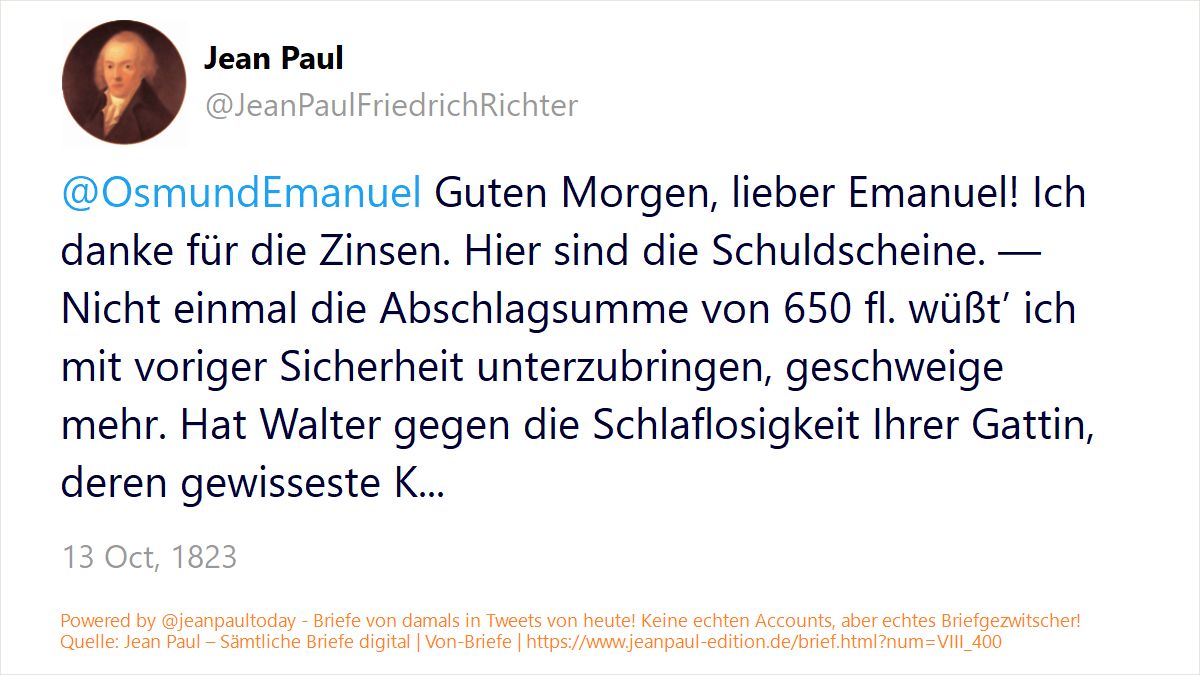 Jean Paul
@JeanPaulFriedrichRichter
@OsmundEmanuel Guten Morgen, lieber Emanuel! Ich
danke für die Zinsen. Hier sind die Schuldscheine. —
Nicht einmal die Abschlagsumme von 650 fl. wüßt’ ich
mit voriger Sicherheit unterzubringen, geschweige
mehr. Hat Walter gegen die Schlaflosigkeit Ihrer Gattin,
deren gewisseste K...
13 Oct, 1823
Powered by @jeanpaultoday - Briefe von damals in Tweets von heute! Keine echten Accounts, aber echtes Briefgezwitscher!
Quelle: Jean Paul – Sämtliche Briefe digital | Von-Briefe | https://www.jeanpaul-edition.de/brief.html?num=VIII_400